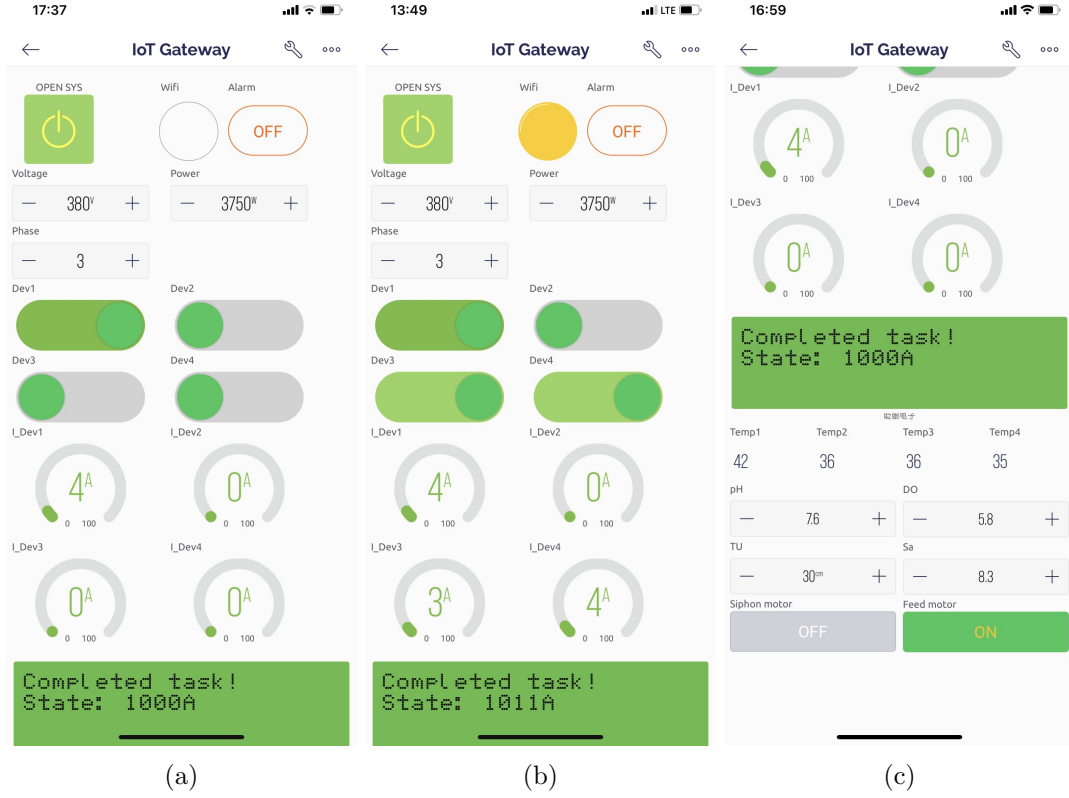 17:37
IoT Gateway
OPEN SYS Wifi Alarm
OFF
Voltage Power
— 380V + — 3750W +
Phase
— 3 +
Dev1 Dev2
Dev3 Dev4
I_Dev1 I_Dev2
4A 0A
0 100 0 100
I_Dev3 I_Dev4
0A 0A
0 100 0 100
Completed task!
State: 1000A
(a)
13:49 LTE
IoT Gateway
OPEN SYS Wifi Alarm
OFF
Voltage Power
— 380V + — 3750W +
Phase
— 3 +
Dev1 Dev2
Dev3 Dev4
I_Dev1 I_Dev2
4A 0A
0 100 0 100
I_Dev3 I_Dev4
3A 4A
0 100 0 100
Completed task!
State: 1011A
(b)
16:59
IoT Gateway
I_Dev1 I_Dev2
4A 0A
0 100 0 100
I_Dev3 I_Dev4
0A 0A
0 100 0 100
Completed task!
State: 1000A
电子
Temp1 Temp2 Temp3 Temp4
42 36 36 35
pH DO
— 7.6 + — 5.8 +
TU Sa
— 30cm + — 8.3 +
Siphon motor Feed motor
OFF ON
(c)